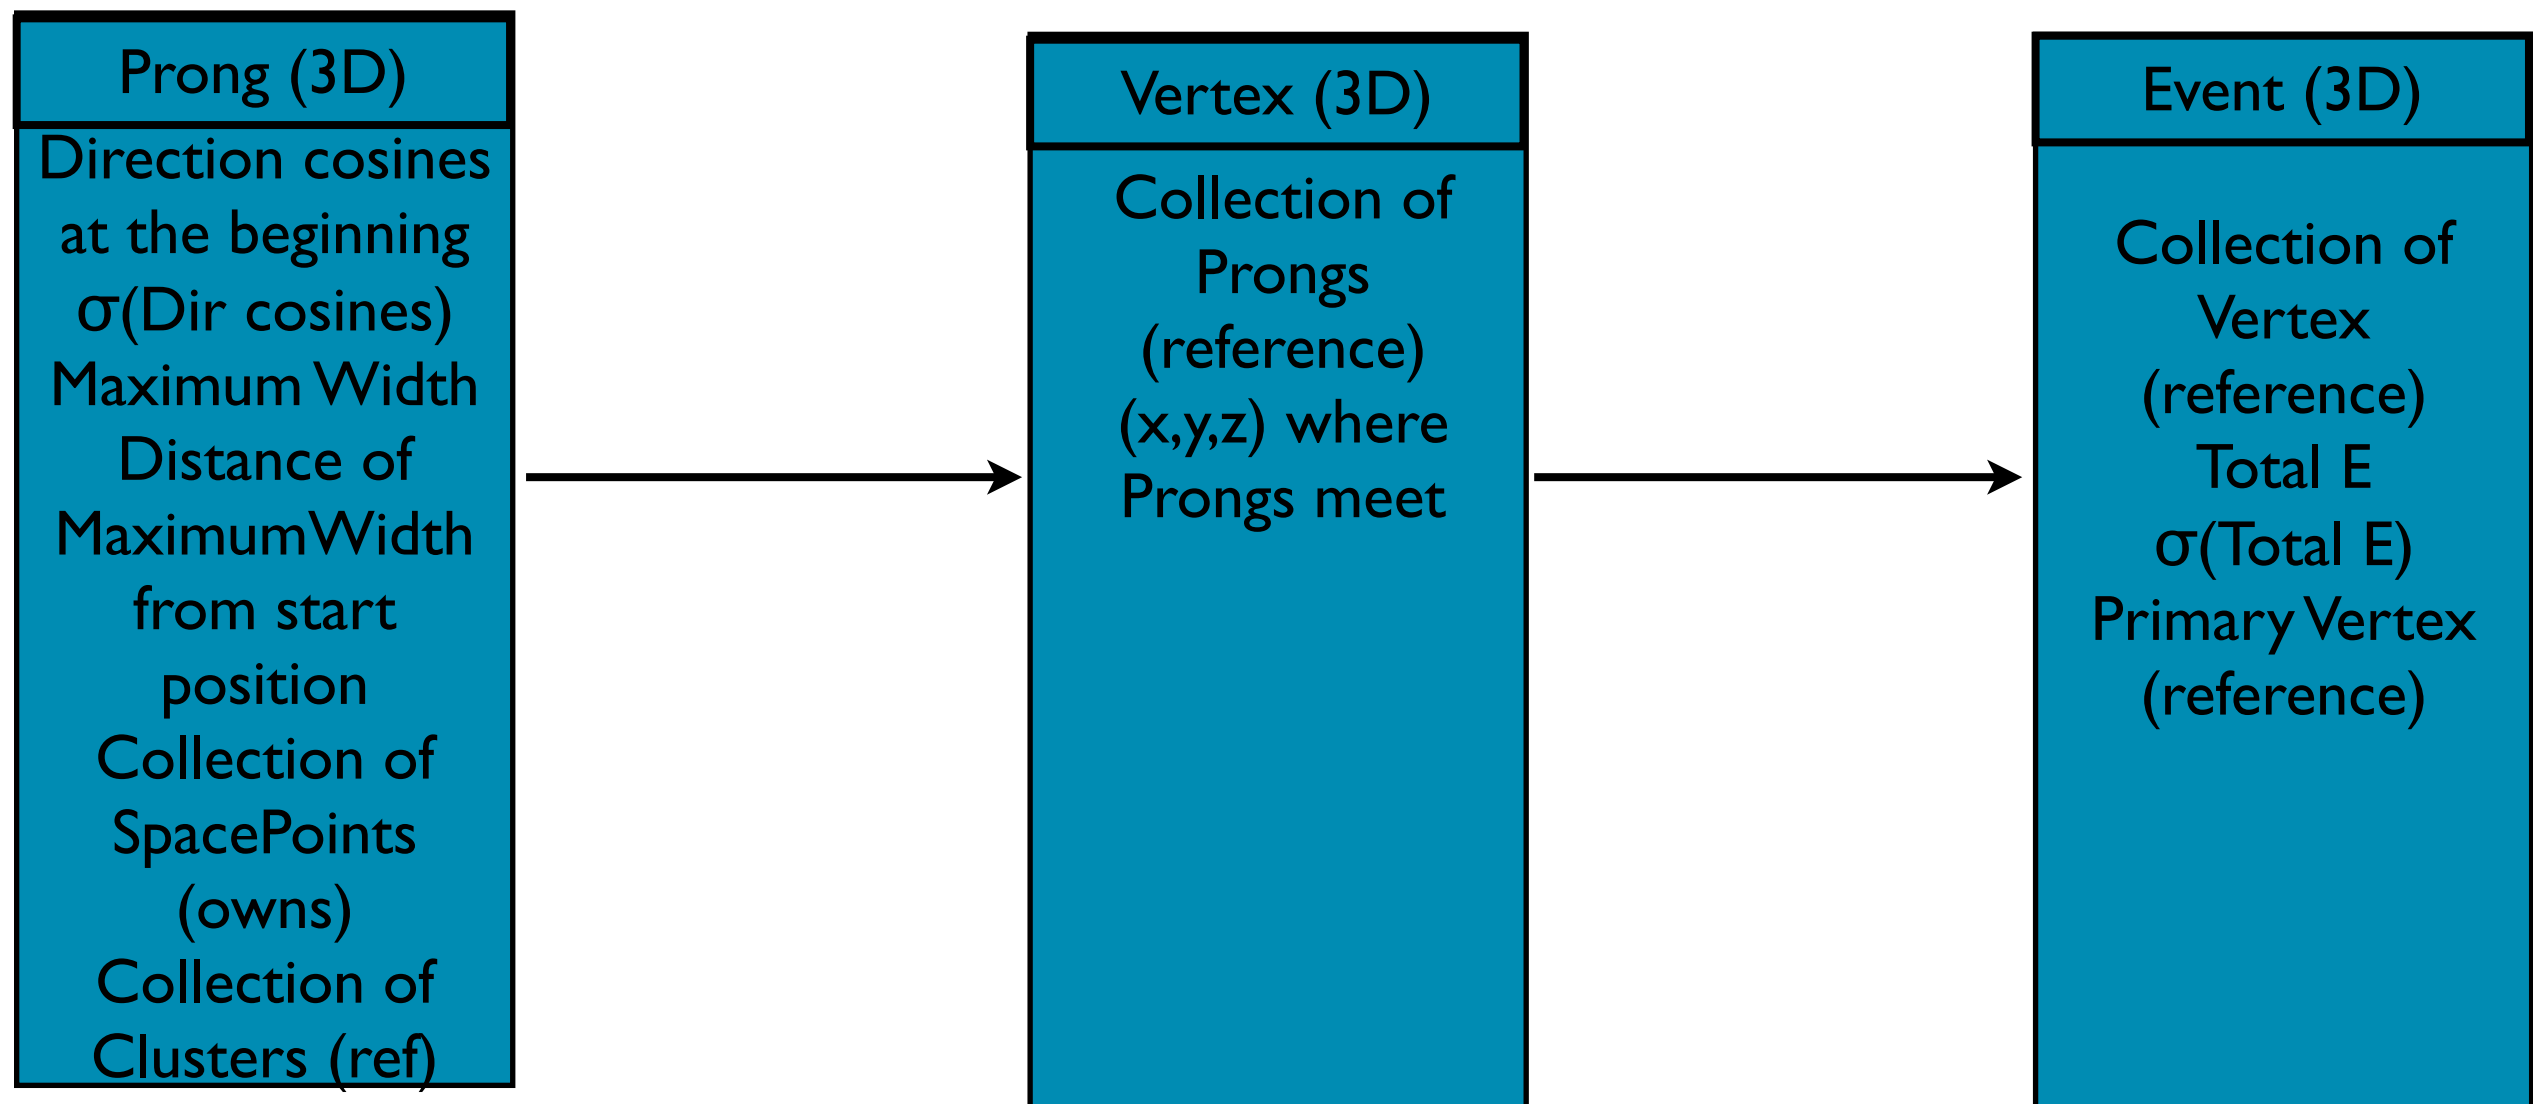 Prong (3D)
Direction cosines
at the beginning
σ(Dir cosines)
Maximum Width
Distance of
MaximumWidth
from start
position
Collection of
SpacePoints
(owns)
Collection of
Clusters (ref)
Vertex (3D)
Collection of
Prongs
(reference)
(x,y,z) where
Prongs meet
Event (3D)
Collection of
Vertex
(reference)
Total E
σ(Total E)
Primary Vertex
(reference)